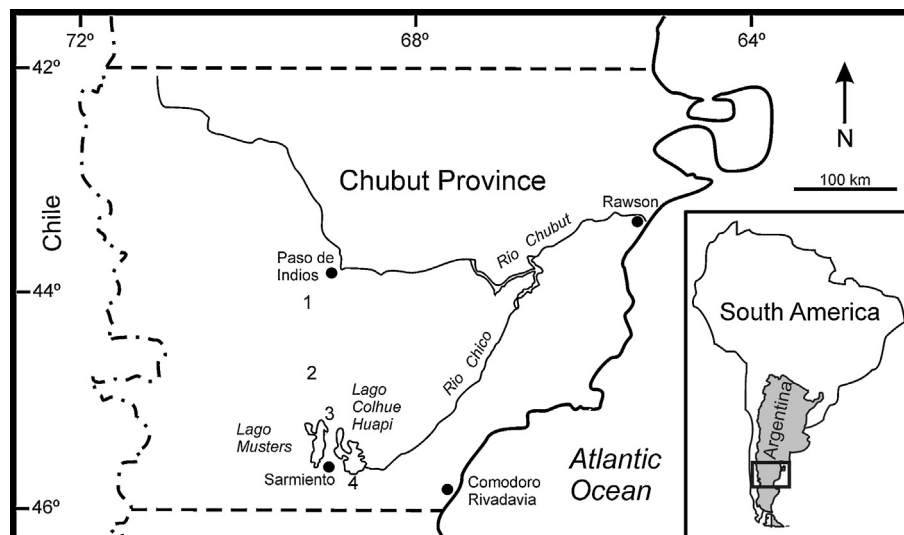 72º
68º
64º
42º
N
100 km
Chubut Province
Rawson
Chile
Rio Chubut
Paso de
Indios
44º
1
South America
2
Rio Chico
Argentina
Lago
Colhue
Huapi
3
Lago
Musters
Sarmiento
4
Atlantic
Ocean
Comodoro
Rivadavia
46º